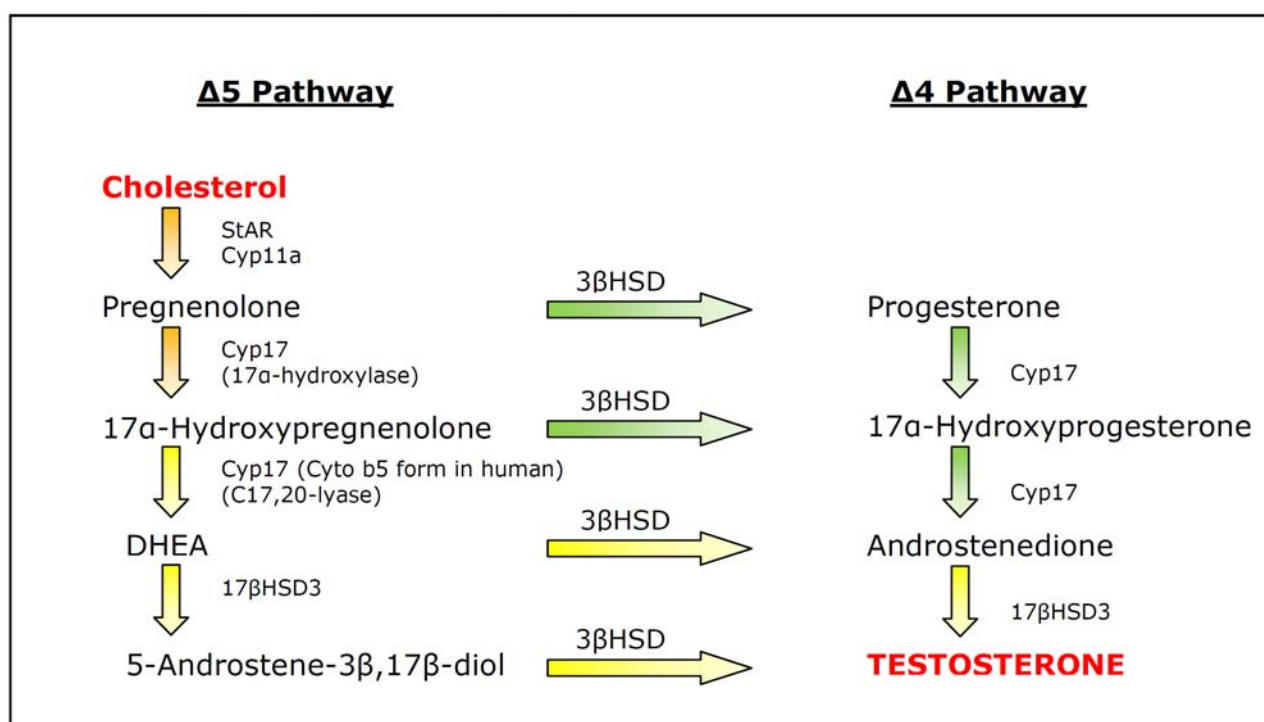 Δ5 Pathway
Δ4 Pathway
Cholesterol
StAR
Cyp11a
Pregnenolone
3βHSD
Progesterone
Cyp17
(17α-hydroxylase)
Cyp17
17α-Hydroxypregnenolone
3βHSD
17α-Hydroxyprogesterone
Cyp17 (Cyto b5 form in human)
(C17,20-lyase)
Cyp17
DHEA
3βHSD
Androstenedione
17βHSD3
17βHSD3
5-Androstene-3β,17β-diol
3βHSD
TESTOSTERONE